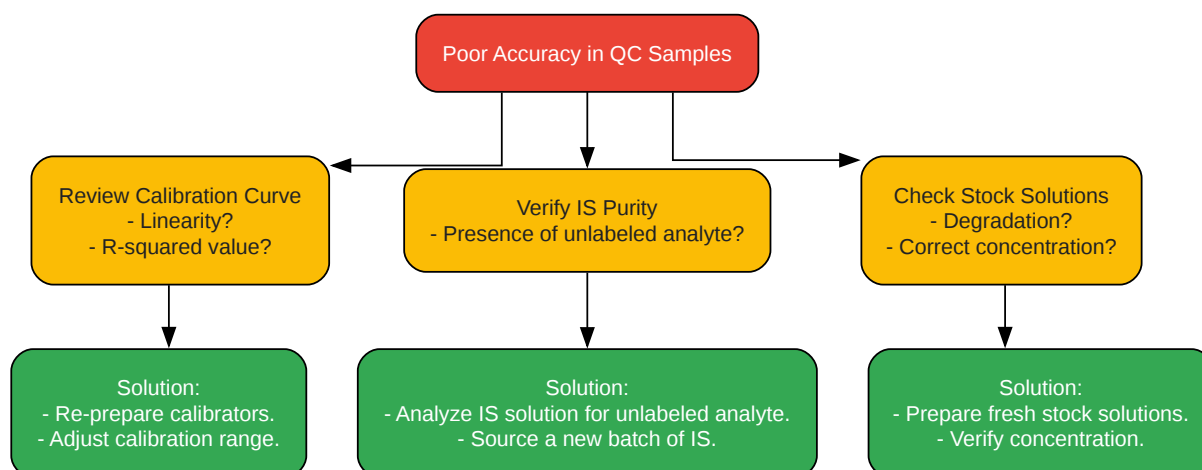 Poor Accuracy in QC Samples
Review Calibration Curve
- Linearity?
- R-squared value?
Verify IS Purity
- Presence of unlabeled analyte?
Check Stock Solutions
- Degradation?
- Correct concentration?
Solution:
- Re-prepare calibrators.
- Adjust calibration range.
Solution:
- Analyze IS solution for unlabeled analyte.
- Source a new batch of IS.
Solution:
- Prepare fresh stock solutions.
- Verify concentration.